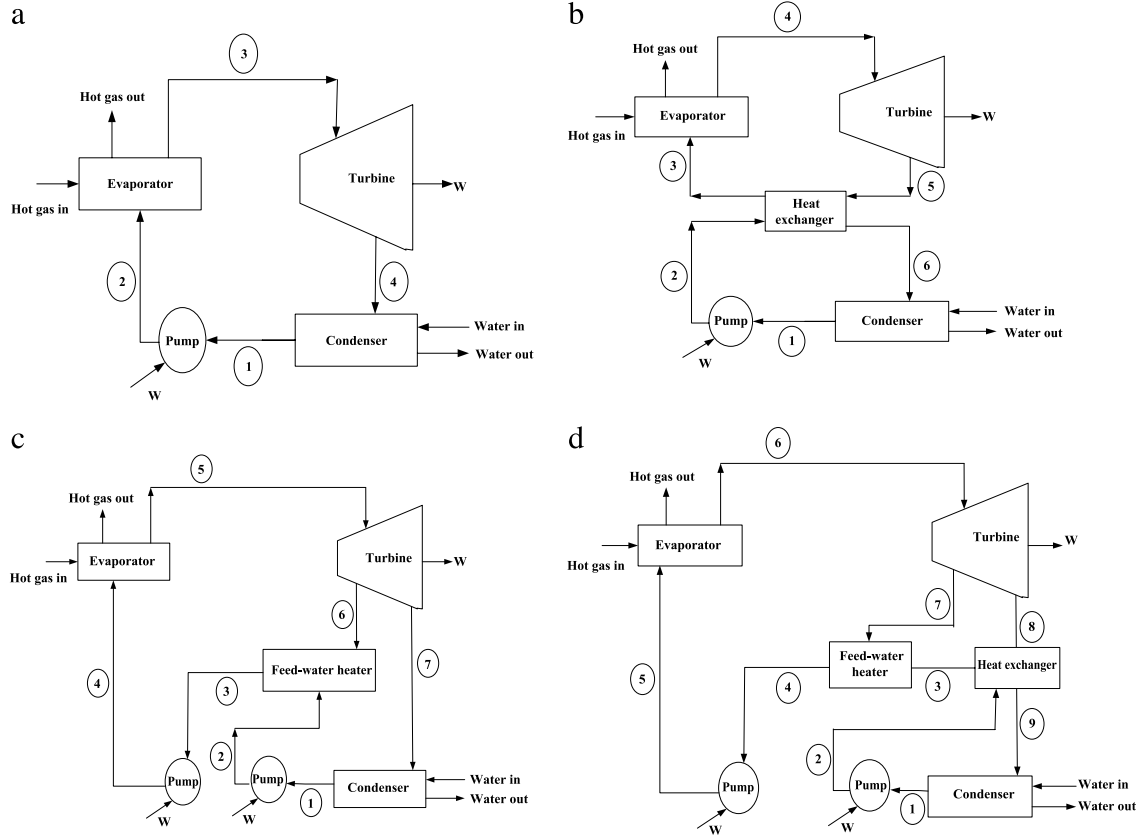 a
3
Hot gas out
Evaporator
Hot gas in
Turbine
W
2
4
Pump
Condenser
Water in
Water out
1
W
b
4
Hot gas out
Evaporator
Hot gas in
Turbine
W
3
5
Heat
exchanger
2
6
Pump
Condenser
Water in
Water out
1
W
c
5
Hot gas out
Evaporator
Hot gas in
Turbine
W
6
7
Feed-water heater
4
3
2
Pump
Pump
Condenser
Water in
Water out
1
W
W
d
6
Hot gas out
Evaporator
Hot gas in
Turbine
W
7
8
Feed-water
heater
Heat exchanger
5
4
3
9
2
Pump
Pump
Condenser
Water in
Water out
1
W
W